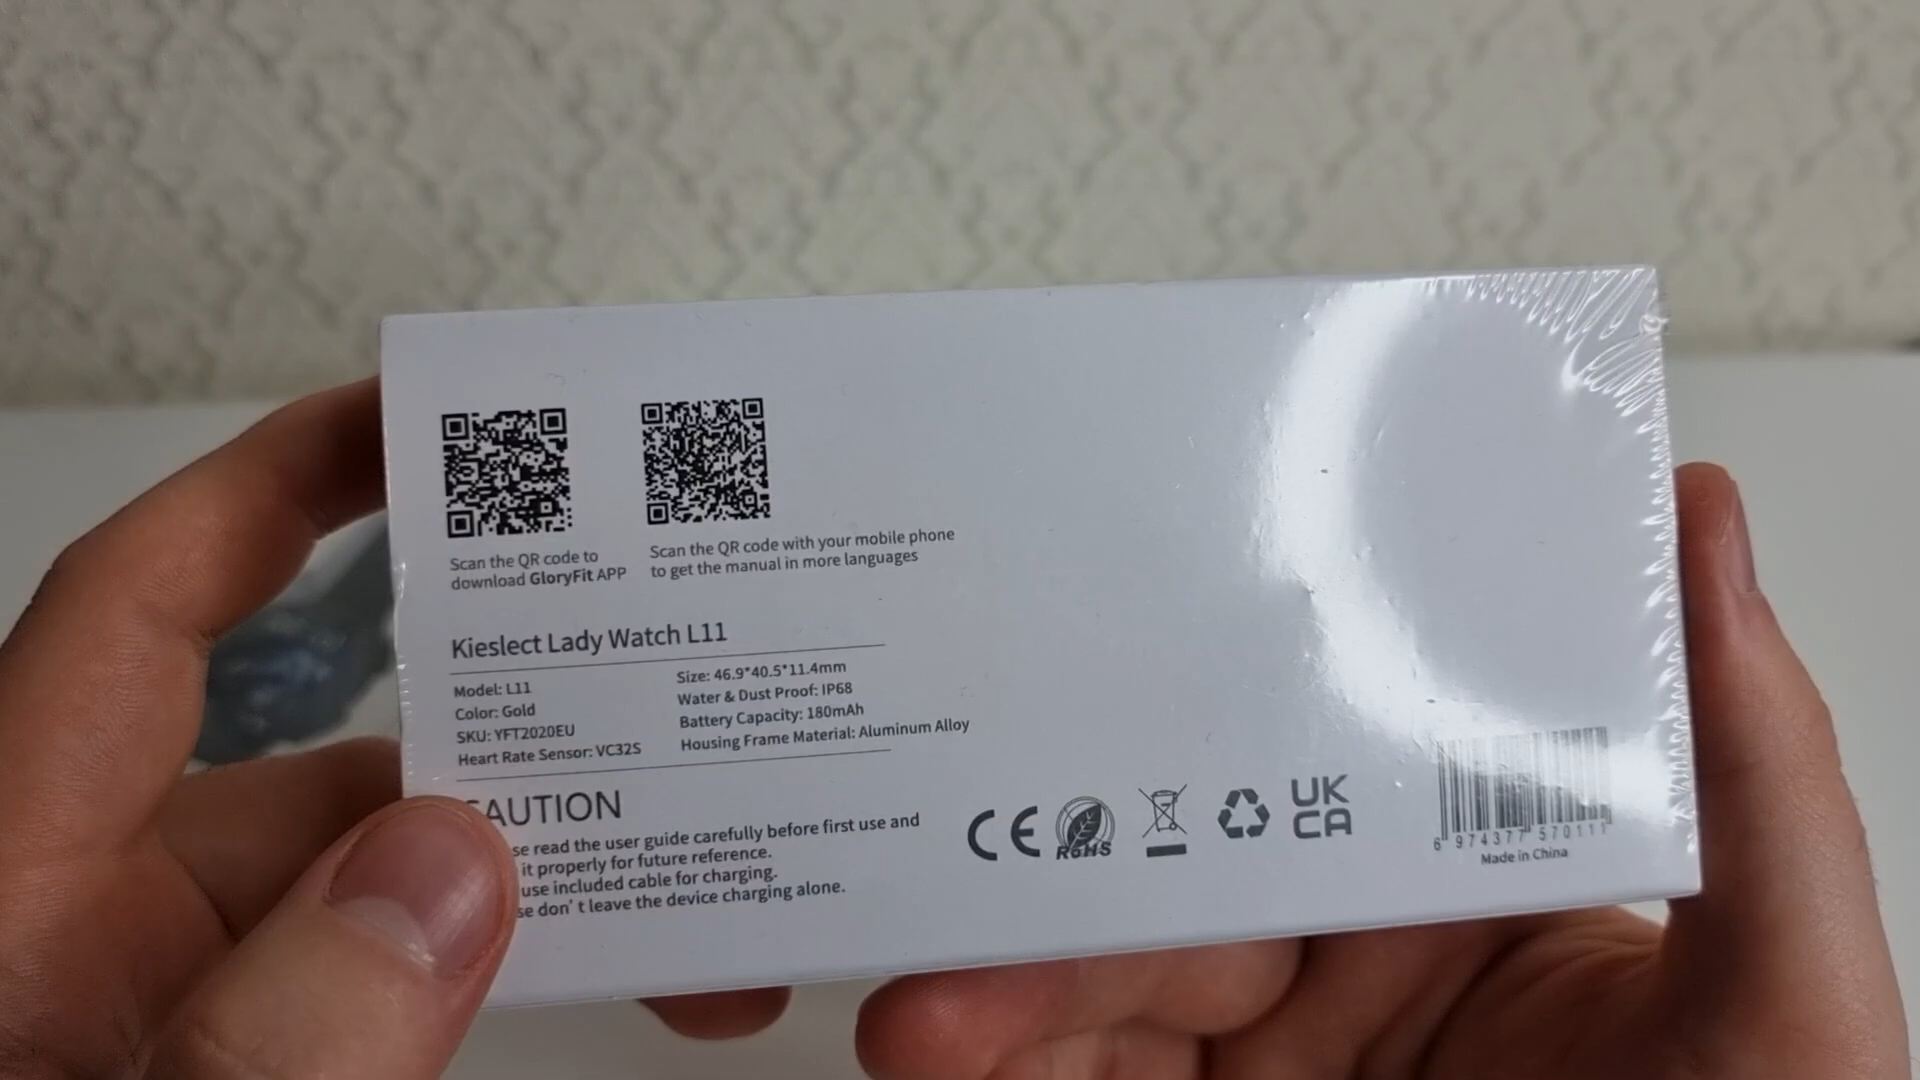 Scan the QR code to
download GloryFit APP
Scan the QR code with your mobile phone
to get the manual in more languages
Kieslect Lady Watch L11
Model: L11
Color: Gold
SKU: YFT2020EU
Heart Rate Sensor: VC32S
Size: 46.9*40.5*11.4mm
Water & Dust Proof: IP68
Battery Capacity: 180mAh
Housing Frame Material: Aluminum Alloy
CAUTION
read the user guide carefully before first use and
it properly for future reference.
use included cable for charging.
don't leave the device charging alone.
CE
RoHS
UK
CA
6 974377 570111
Made in China